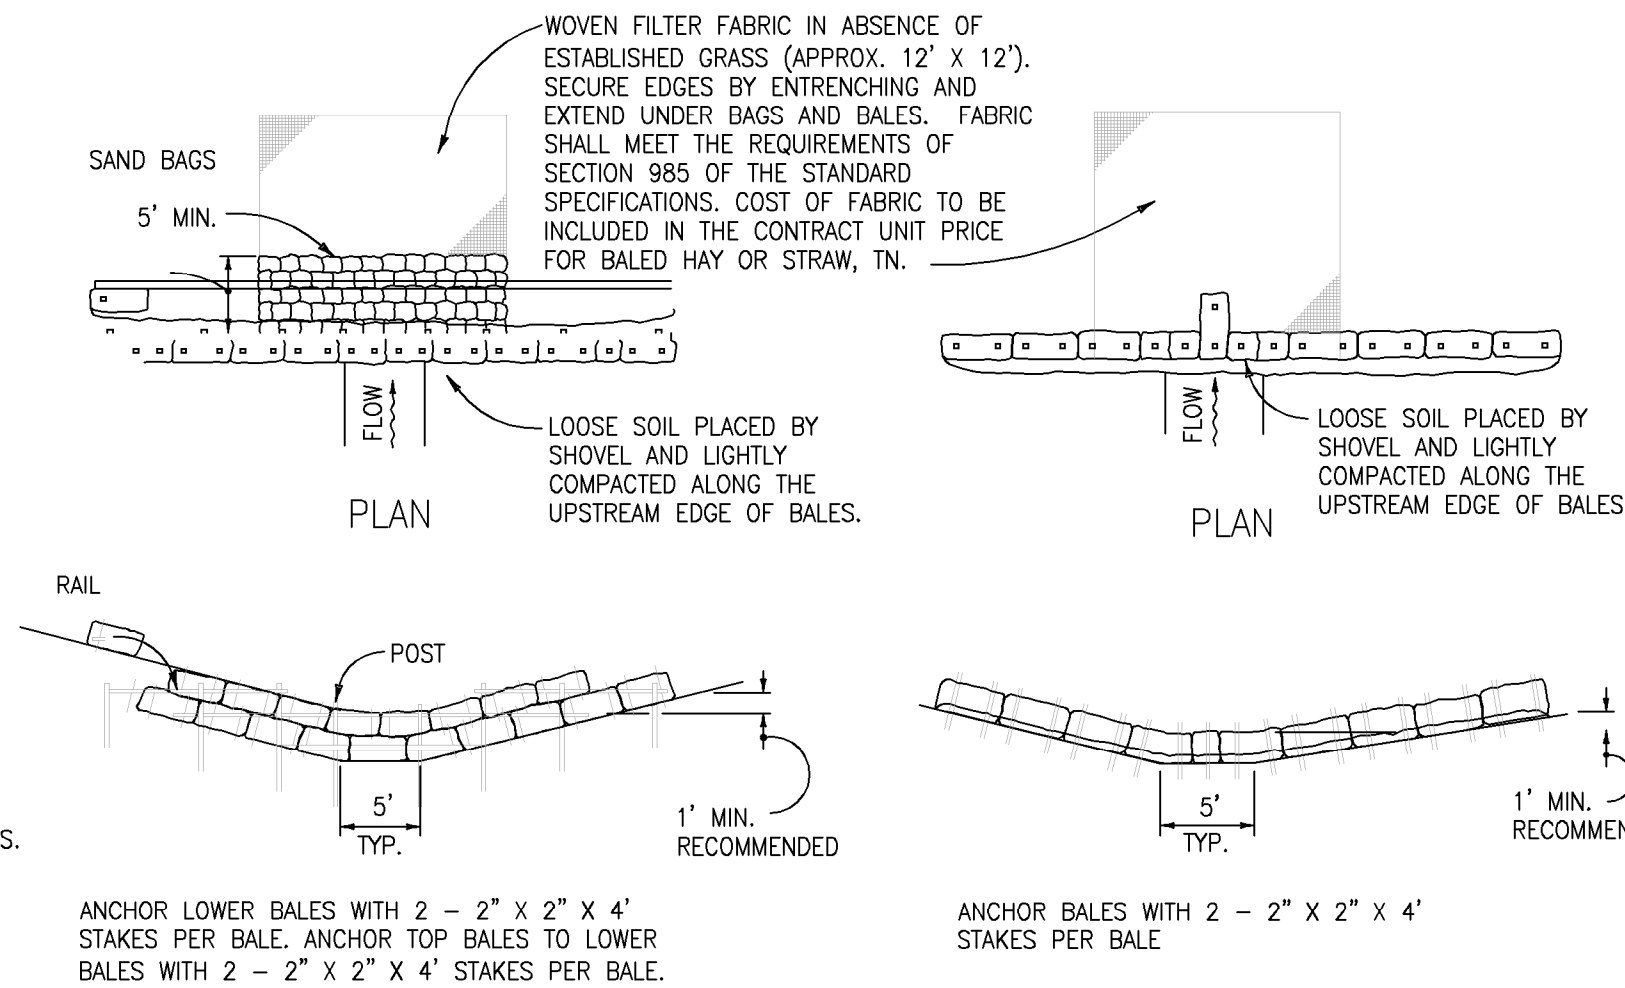 WOVEN FILTER FABRIC IN ABSENCE OF
ESTABLISHED GRASS (APPROX. 12' X 12').
SECURE EDGES BY ENTRENCHING AND
EXTEND UNDER BAGS AND BALES. FABRIC
SHALL MEET THE REQUIREMENTS OF
SECTION 985 OF THE STANDARD
SPECIFICATIONS. COST OF FABRIC TO BE
INCLUDED IN THE CONTRACT UNIT PRICE
FOR BALED HAY OR STRAW, TN.
SAND BAGS
5' MIN.
FLOW
LOOSE SOIL PLACED BY
SHOVEL AND LIGHTLY
COMPACTED ALONG THE
UPSTREAM EDGE OF BALES.
PLAN
FLOW
LOOSE SOIL PLACED BY
SHOVEL AND LIGHTLY
COMPACTED ALONG THE
UPSTREAM EDGE OF BALES
PLAN
RAIL
POST
5'
TYP.
1' MIN.
RECOMMENDED
S.
5'
TYP.
1' MIN.
RECOMMEN
ANCHOR LOWER BALES WITH 2 – 2" X 2" X 4'
STAKES PER BALE. ANCHOR TOP BALES TO LOWER
BALES WITH 2 – 2" X 2" X 4' STAKES PER BALE.
ANCHOR BALES WITH 2 – 2" X 2" X 4'
STAKES PER BALE